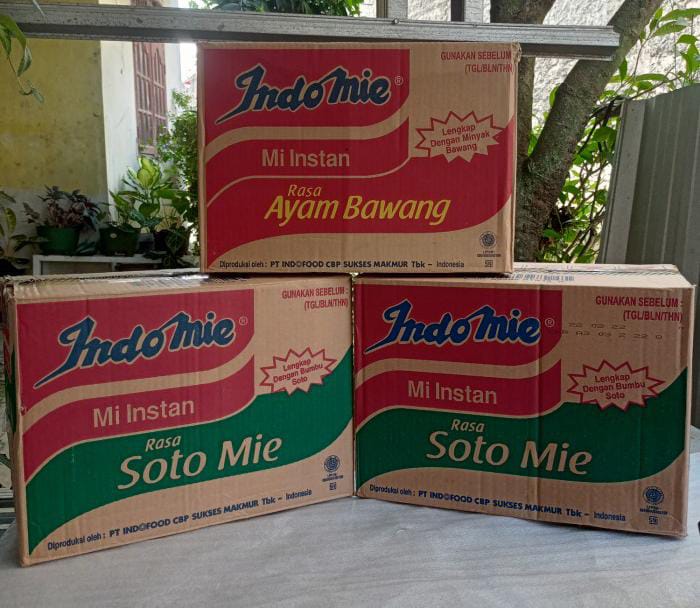 IndoMie®
GUNAKAN SEBELUM
(TGL/BLN/THN
Mi Instan
Lengkap
Dengan Minyak
Bawang
Rasa
Ayam Bawang
Diproduksi oleh : PT INDOFOOD CBP SUKSES MAKMUR Tbk – Indonesia
IndoMie®
GUNAKAN SEBELUM :
(TGL/BLN/THN)
Mi Instan
Lengkap
Dengan Bumbu
Soto
Rasa
Soto Mie
Diproduksi oleh : PT INDOFOOD CBP SUKSES MAKMUR Tbk – Indonesia
IndoMie®
GUNAKAN SEBELUM :
(TGL/BLN/THN)
Mi Instan
Lengkap
Dengan Bumbu
Soto
Rasa
Soto Mie
Diproduksi oleh : PT INDOFOOD CBP SUKSES MAKMUR Tbk – Indonesia